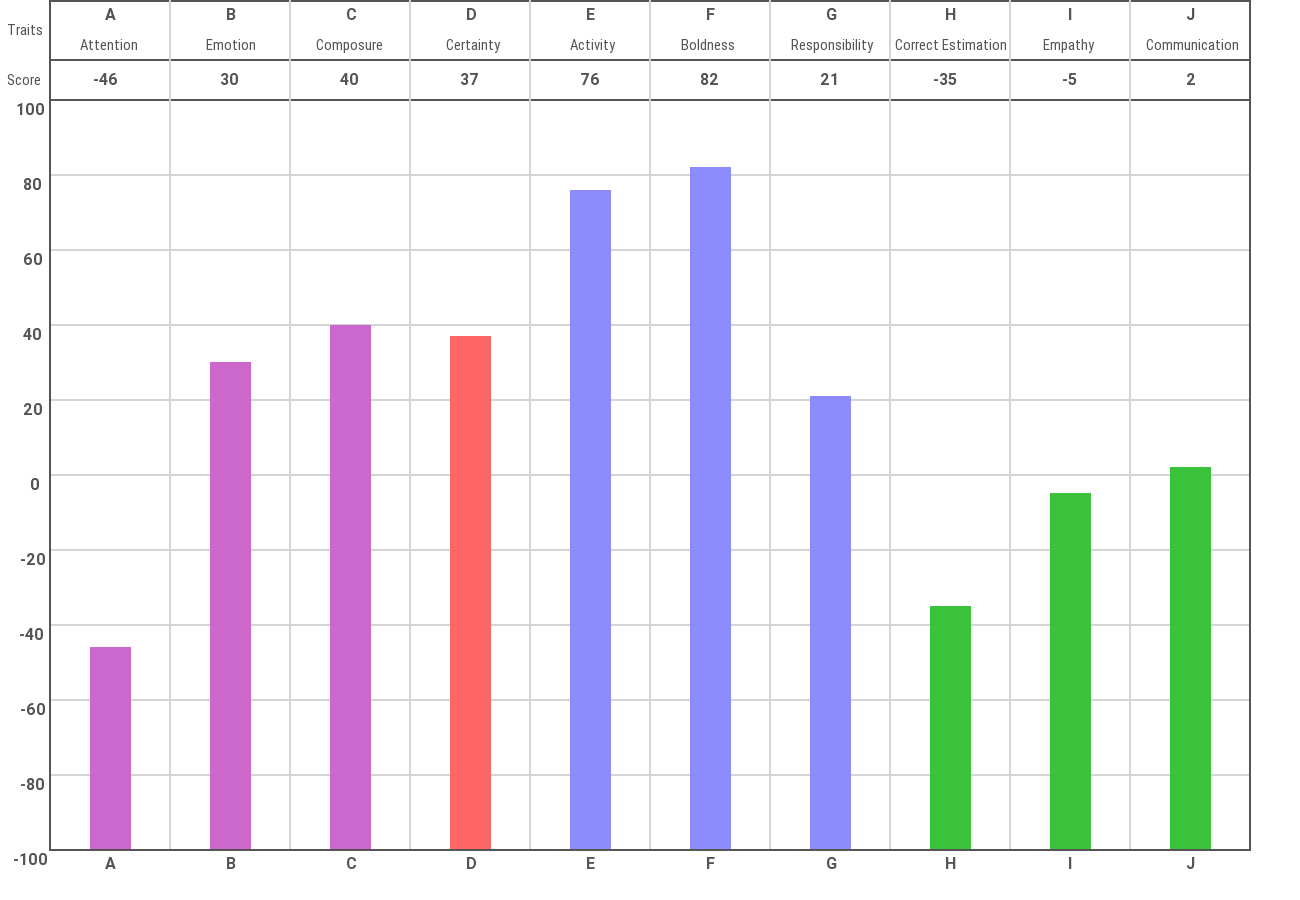 A B C D E F G H I J
Traits
Attention Emotion Composure Certainty Activity Boldness Responsibility Correct Estimation Empathy Communication
Score -46 30 40 37 76 82 21 -35 -5 2
100
80
60
40
20
0
-20
-40
-60
-80
-100
A B C D E F G H I J